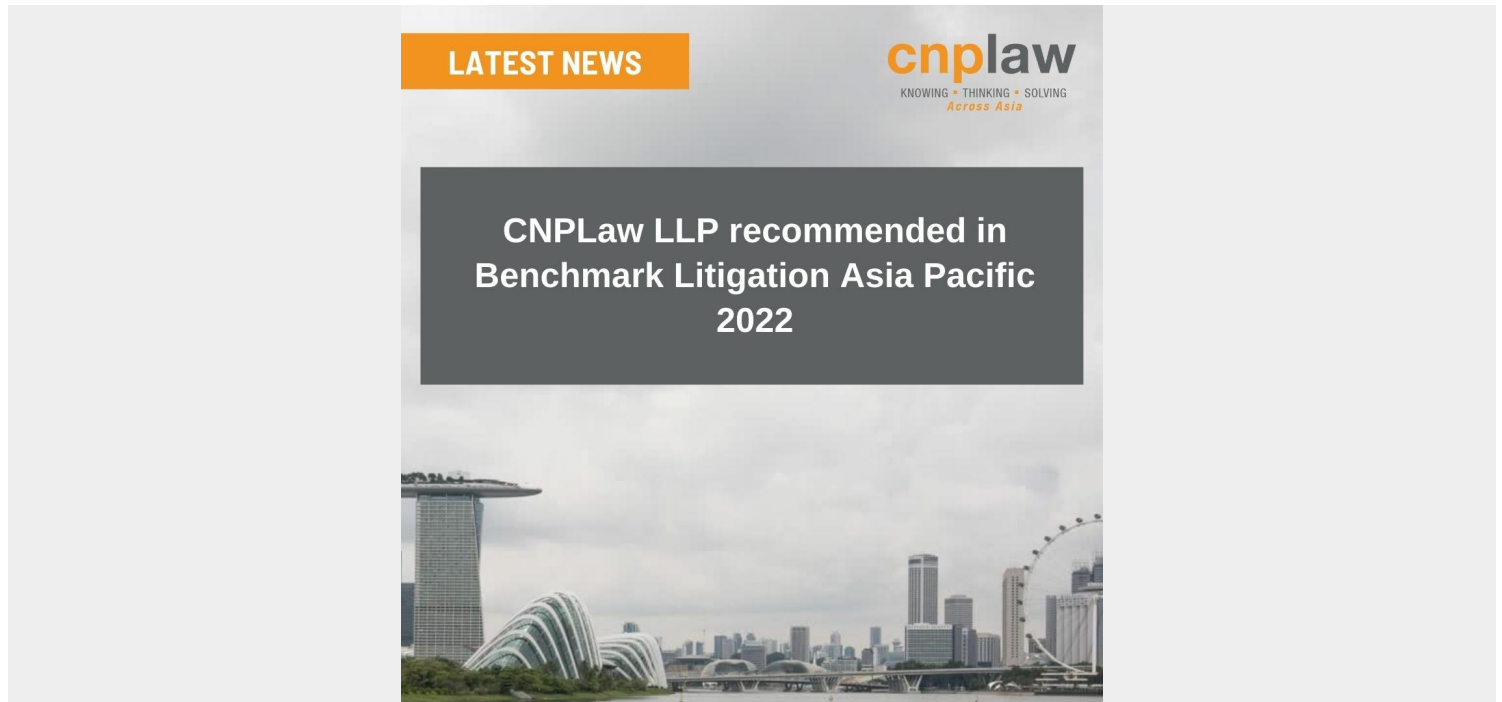 LATEST NEWS
cnplaw
KNOWING • THINKING • SOLVING
Across Asia
CNPLaw LLP recommended in
Benchmark Litigation Asia Pacific
2022